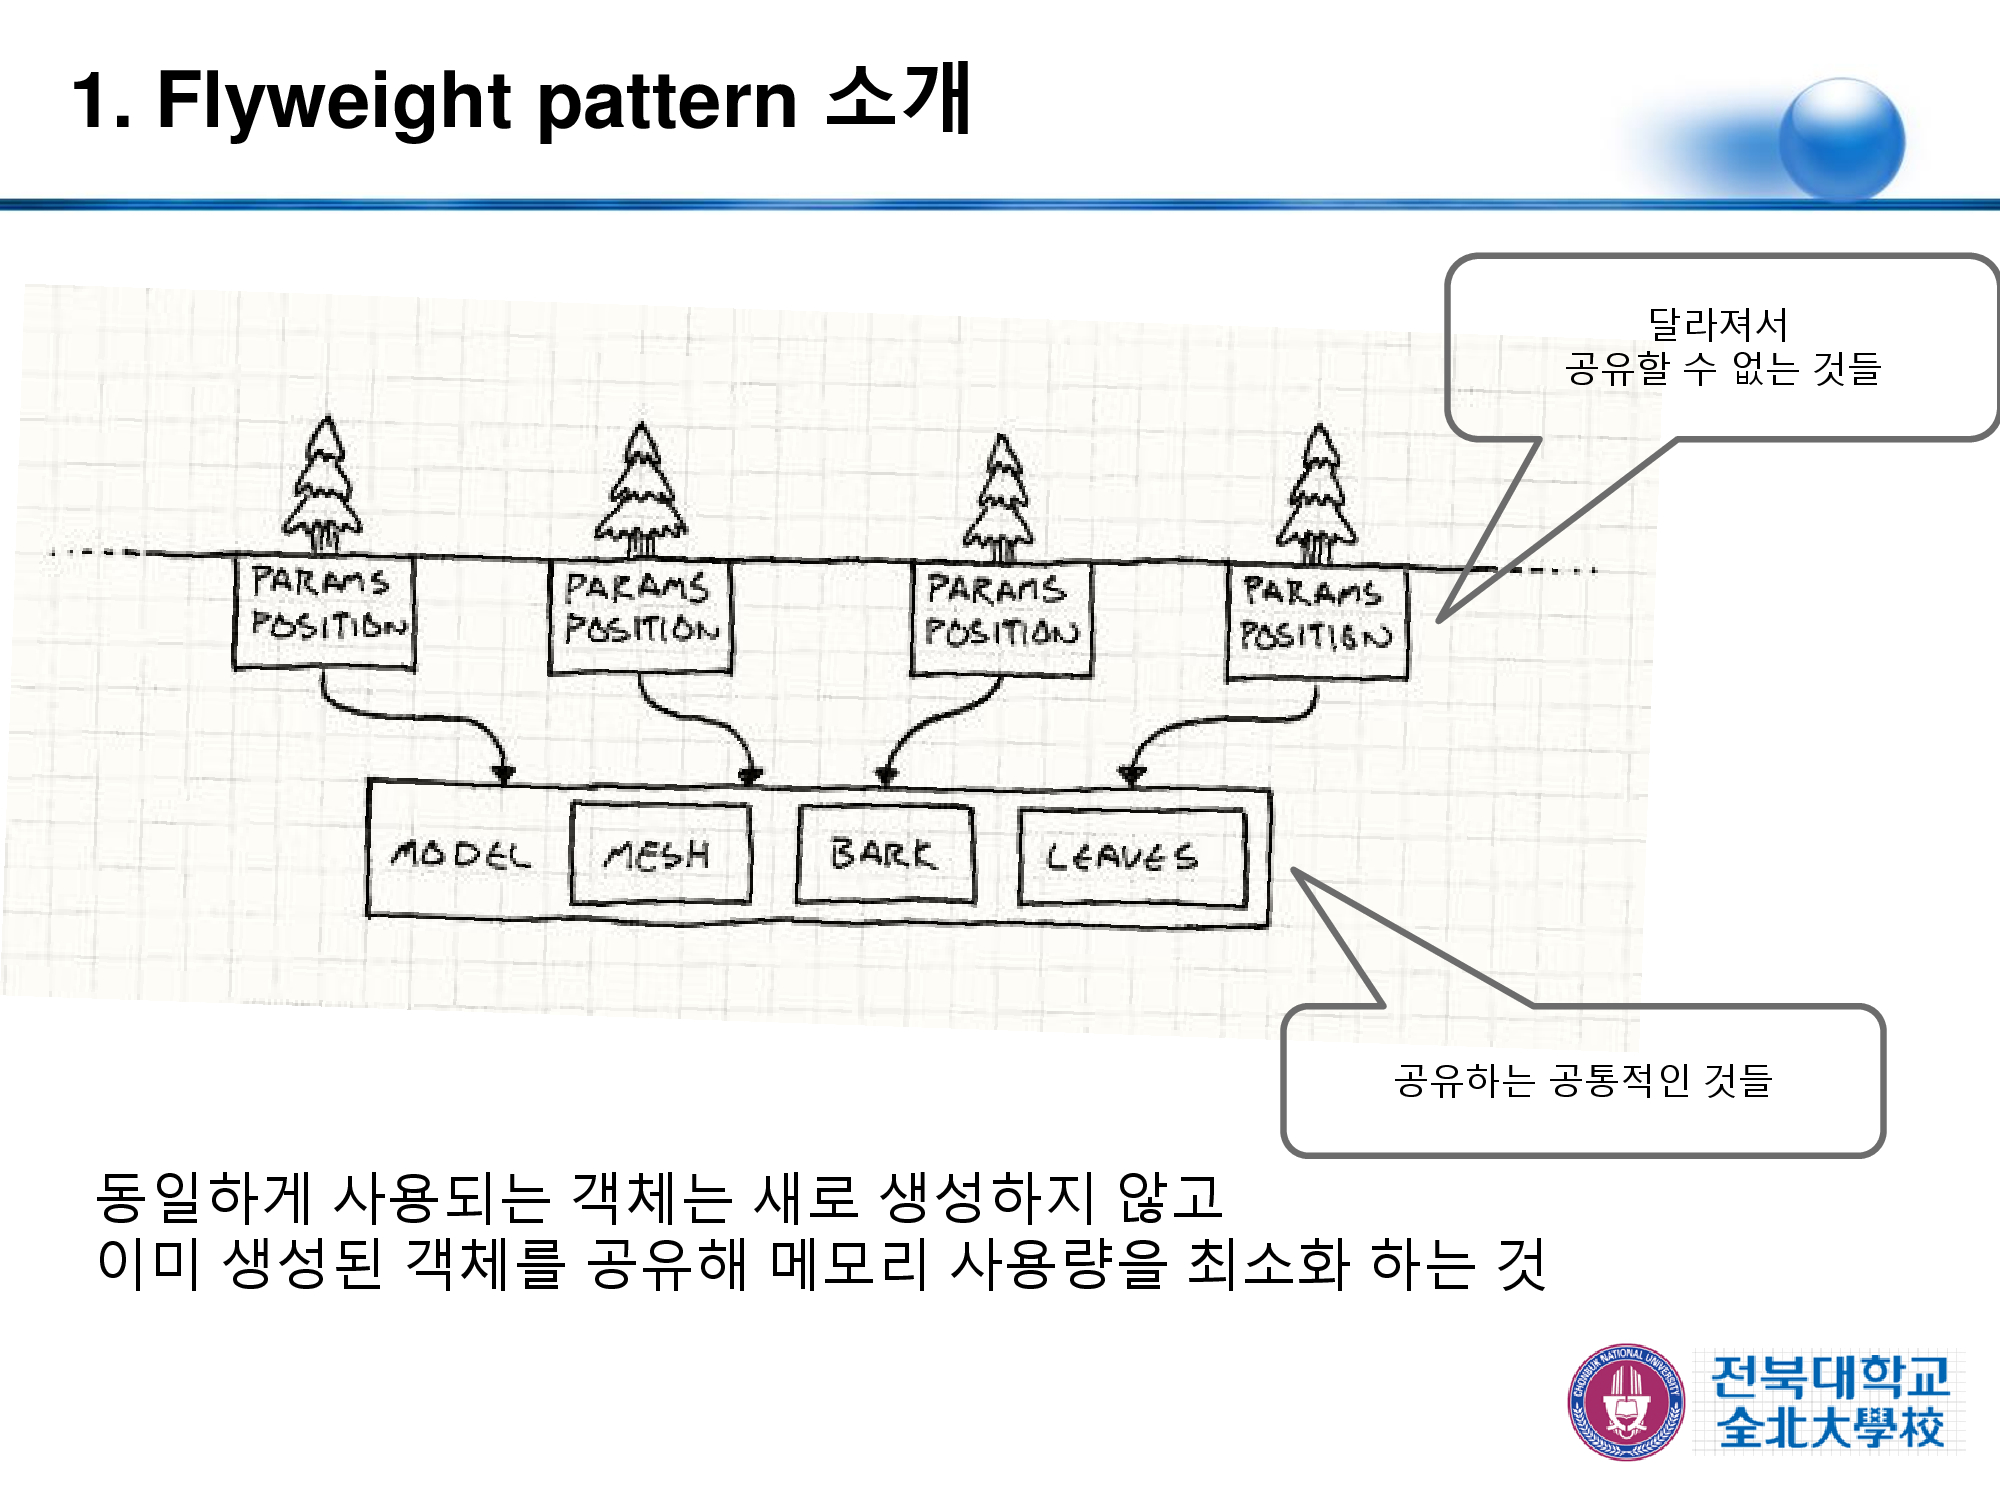 1. Flyweight pattern 소개
달라져서
공유할 수 없는 것들
PARAMS
POSITION
PARAMS
POSITION
PARAMS
POSITION
PARAMS
POSITION
MODEL
MESH
BARK
LEAVES
공유하는 공통적인 것들
동일하게 사용되는 객체는 새로 생성하지 않고
이미 생성된 객체를 공유해 메모리 사용량을 최소화 하는 것
CHONBUK NATIONAL UNIVERSITY
전북대학교
全北大學校